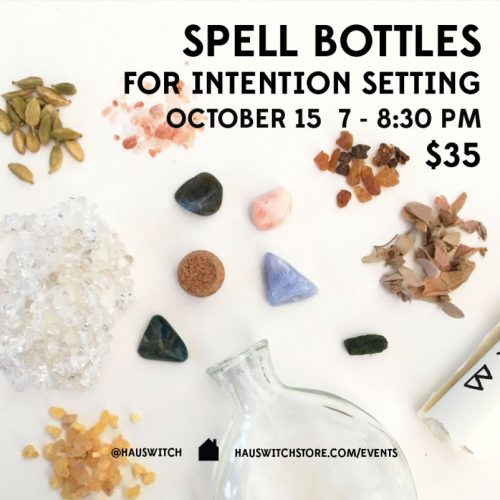 SPELL BOTTLES
FOR INTENTION SETTING
OCTOBER 15 7 - 8:30 PM
$35
@HAUSWITCH
HAUSWITCHSTORE.COM/EVENTS